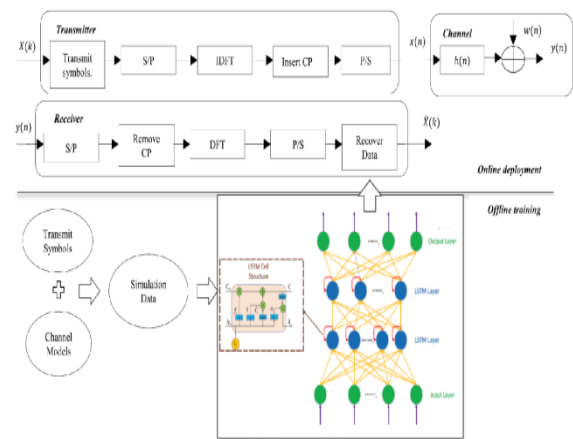 Transmitter
X(k)
Transmit
symbols.
S/P
IDFT
Insert CP
P/S
x(n)
Channel
w(n)
h(n)
y(n)
Receiver
y(n)
S/P
Remove
CP
DFT
P/S
Recover
Data
X̂(k)
Online deployment
Offline training
Transmit
Symbols
Channel
Models
Simulation
Data
LSTM Cell
Structure
Output Layer
LSTM Layer
LSTM Layer
Input Layer